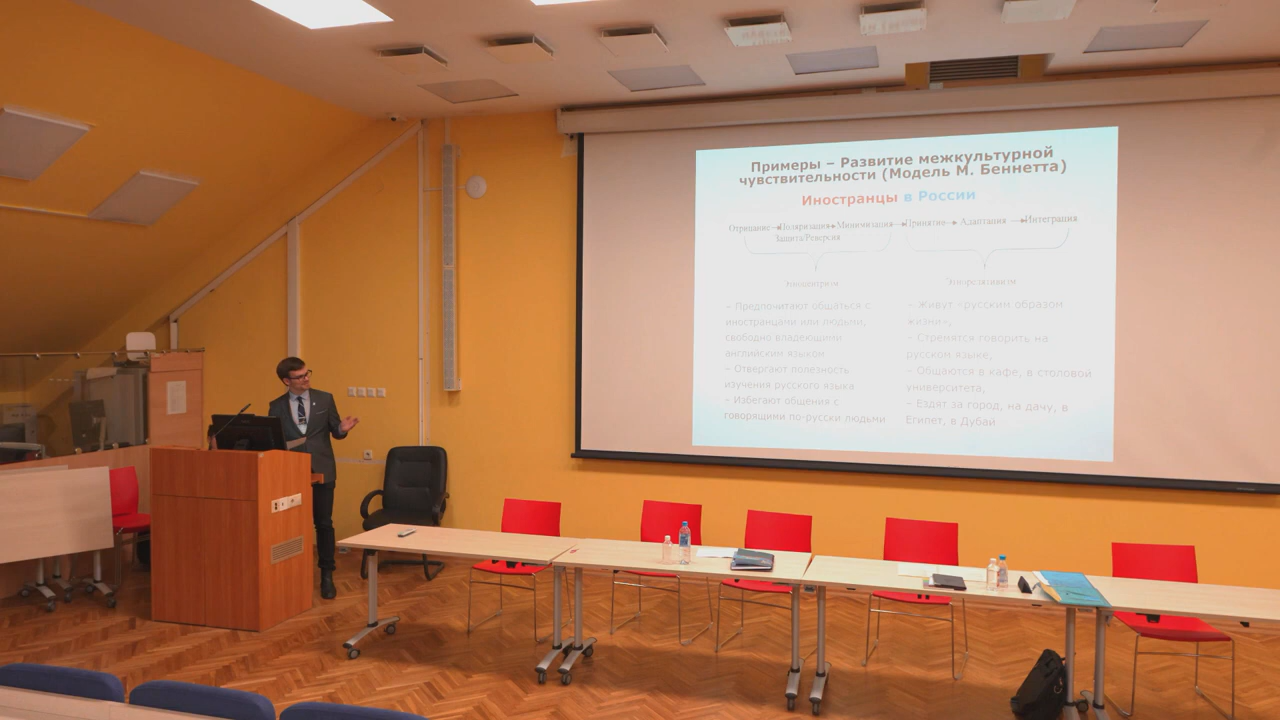 Примеры – Развитие межкультурной
чувствительности (Модель М. Беннетта)
Иностранцы в России
Отрицание Поляризация Минимизация Принятие Адаптация Интеграция
Защита/Реверсия
Этноцентризм
Этнорелятивизм
– Предпочитают общаться с
иностранцами или людьми,
свободно владеющими
английским языком
– Отвергают полезность
изучения русского языка
– Избегают общения с
говорящими по-русски людьми
– Живут «русским образом
жизни»,
– Стремятся говорить на
русском языке,
– Общаются в кафе, в столовой
университета,
– Ездят за город, на дачу, в
Египет, в Дубай